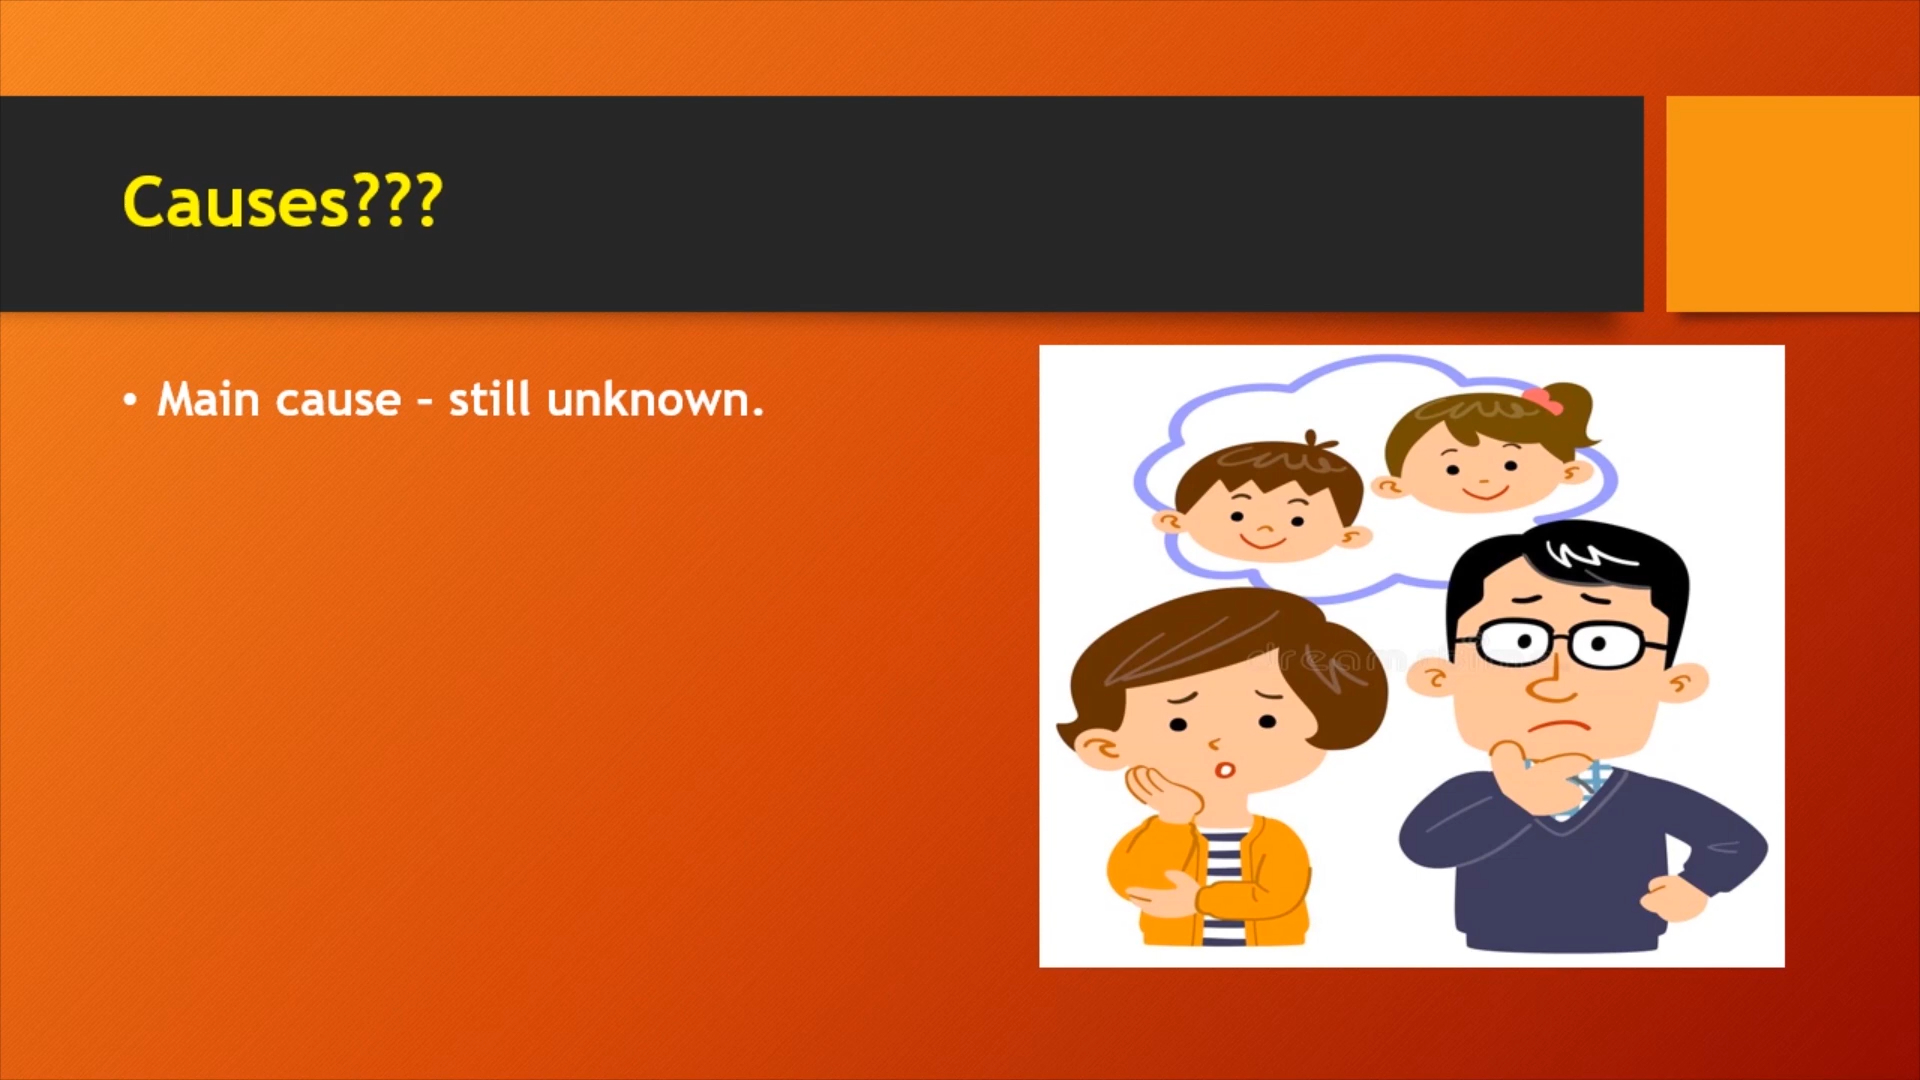 Causes???
• Main cause – still unknown.